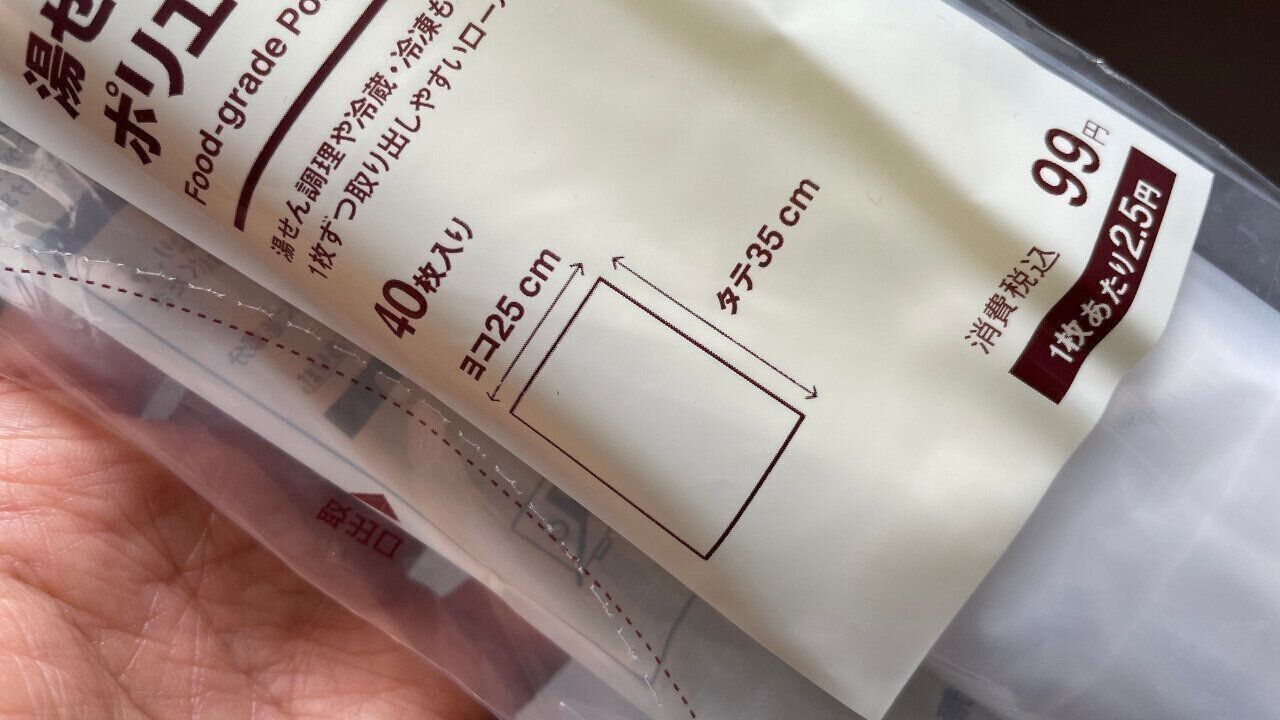 湯せ
ポリエ
Food-grade Po
湯せん調理や冷蔵・冷凍も
1枚ずつ取り出しやすいロー
40枚入り
ヨコ25 cm
タテ35 cm
99円
消費税込
1枚あたり2.5円
取出口